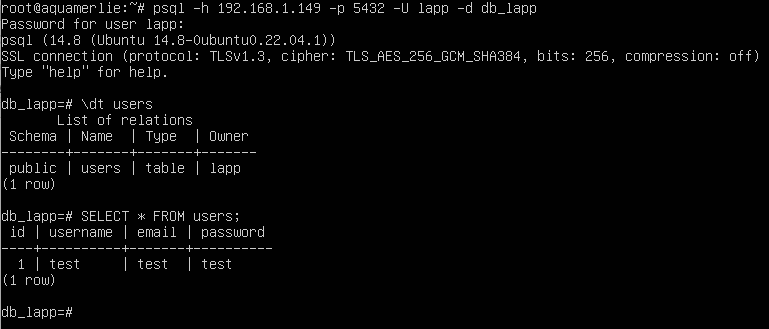 root@aquamerlie:~# psql -h 192.168.1.149 -p 5432 -U lapp -d db_lapp
Password for user lapp:
psql (14.8 (Ubuntu 14.8-0ubuntu0.22.04.1))
SSL connection (protocol: TLSv1.3, cipher: TLS_AES_256_GCM_SHA384, bits: 256, compression: off)
Type "help" for help.

db_lapp=# \dt users
       List of relations
 Schema | Name  | Type  | Owner
--------+-------+-------+-------
 public | users | table | lapp
(1 row)

db_lapp=# SELECT * FROM users;
 id | username | email | password
----+----------+-------+----------
  1 | test     | test  | test
(1 row)

db_lapp=#